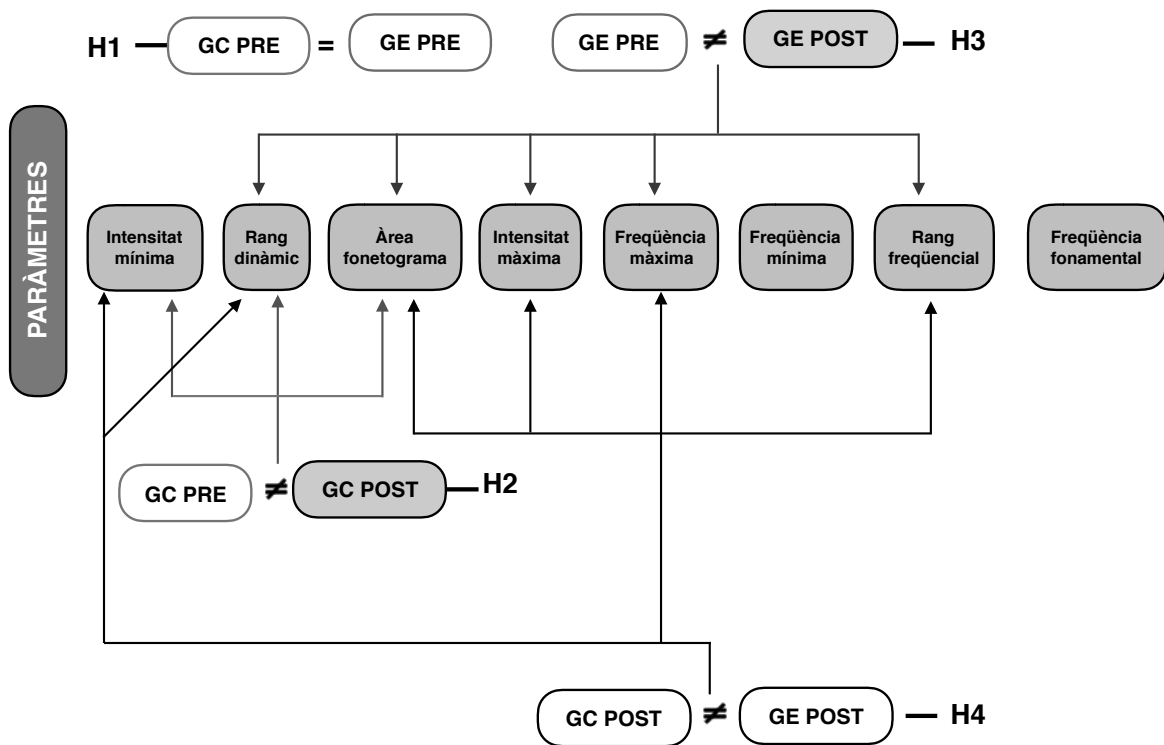 H1
GC PRE
=
GE PRE
GE PRE
≠
GE POST
H3
PARÀMETRES
Intensitat
mínima
Rang
dinàmic
Àrea
fonetograma
Intensitat
màxima
Freqüència
màxima
Freqüència
mínima
Rang
freqüencial
Freqüència
fonamental
GC PRE
≠
GC POST
H2
GC POST
≠
GE POST
H4